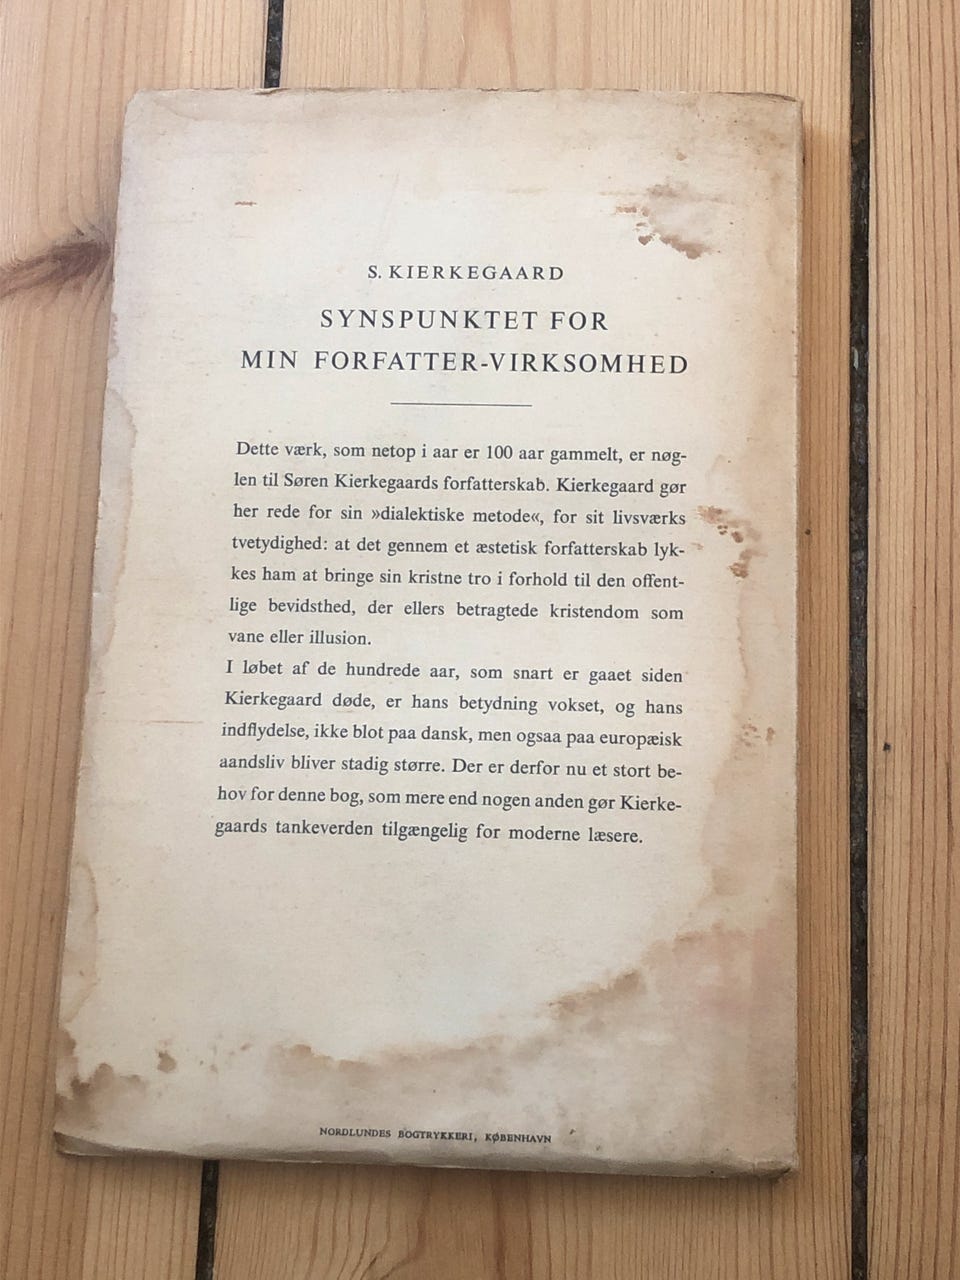 S. KIERKEGAARD
SYNSPUNKTET FOR
MIN FORFATTER-VIRKSOMHED
Dette værk, som netop i aar er 100 aar gammelt, er nøg-
len til Søren Kierkegaards forfatterskab. Kierkegaard gør
her rede for sin »dialektiske metode«, for sit livsværks
tvetydighed: at det gennem et æstetisk forfatterskab lyk-
kes ham at bringe sin kristne tro i forhold til den offent-
lige bevidsthed, der ellers betragtede kristendom som
vane eller illusion.
I løbet af de hundrede aar, som snart er gaaet siden
Kierkegaard døde, er hans betydning vokset, og hans
indflydelse, ikke blot paa dansk, men ogsaa paa europæisk
aandsliv bliver stadig større. Der er derfor nu et stort be-
hov for denne bog, som mere end nogen anden gør Kierke-
gaards tankeverden tilgængelig for moderne læsere.
NORDLUNDES BOGTRYKKERI, KØBENHAVN